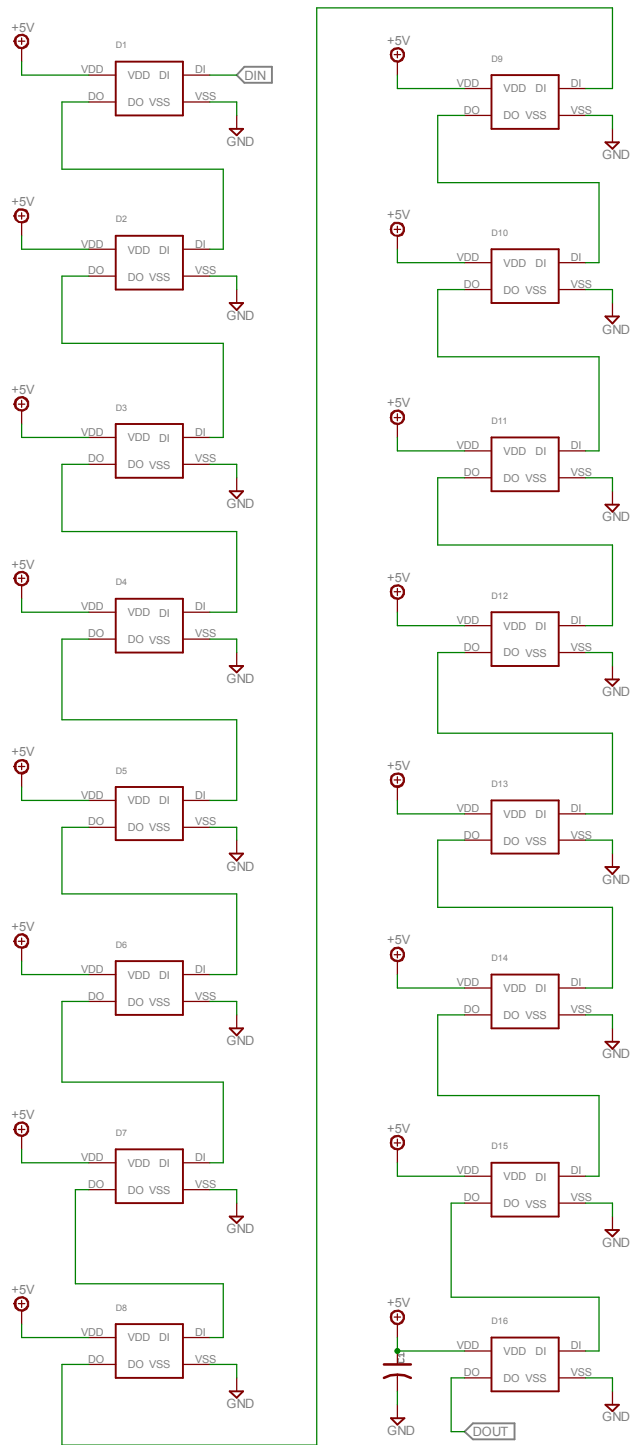 +5V
D1
VDD VDD DI DI DIN
DO DO VSS VSS
GND
+5V
D2
VDD VDD DI DI
DO DO VSS VSS
GND
+5V
D3
VDD VDD DI DI
DO DO VSS VSS
GND
+5V
D4
VDD VDD DI DI
DO DO VSS VSS
GND
+5V
D5
VDD VDD DI DI
DO DO VSS VSS
GND
+5V
D6
VDD VDD DI DI
DO DO VSS VSS
GND
+5V
D7
VDD VDD DI DI
DO DO VSS VSS
GND
+5V
D8
VDD VDD DI DI
DO DO VSS VSS
GND
+5V
D9
VDD VDD DI DI
DO DO VSS VSS
GND
+5V
D10
VDD VDD DI DI
DO DO VSS VSS
GND
+5V
D11
VDD VDD DI DI
DO DO VSS VSS
GND
+5V
D12
VDD VDD DI DI
DO DO VSS VSS
GND
+5V
D13
VDD VDD DI DI
DO DO VSS VSS
GND
+5V
D14
VDD VDD DI DI
DO DO VSS VSS
GND
+5V
D15
VDD VDD DI DI
DO DO VSS VSS
GND
+5V
D16
VDD VDD DI DI
DO DO VSS VSS
GND
DOUT
GND